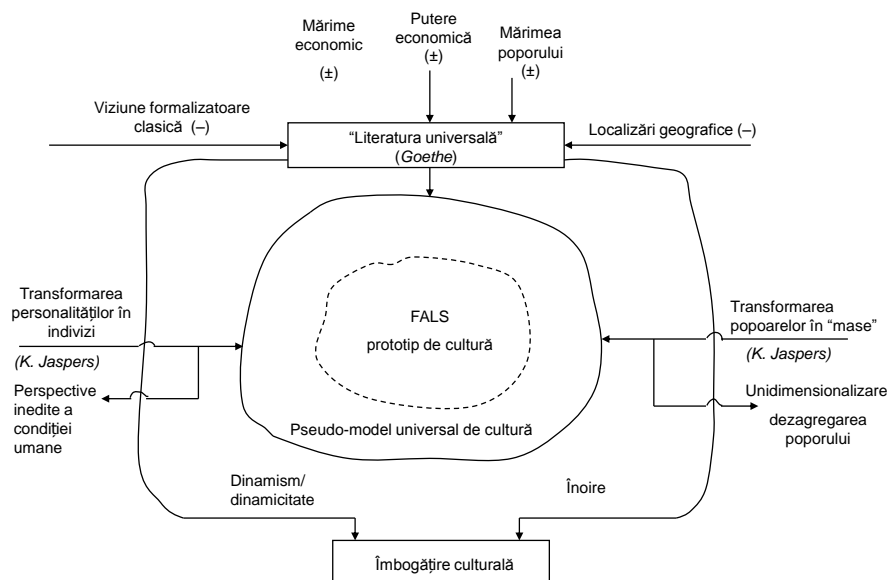 Mărime
economic
(±)
Putere
economică
(±)
Mărimea
poporului
(±)
Viziune formalizatoare
clasică (–)
“Literatura universală”
(Goethe)
Localizări geografice (–)
Transformarea
personalităților în
indivizi
(K. Jaspers)
Perspective
inedite a
condiției
umane
FALS
prototip de cultură
Pseudo-model universal de cultură
Transformarea
popoarelor în “mase”
(K. Jaspers)
Unidimensionalizare
dezagregarea
poporului
Dinamism/
dinamicitate
Înoire
Îmbogățire culturală